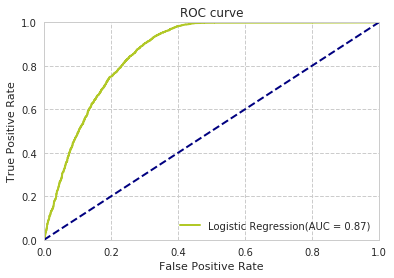 ROC curve
True Positive Rate
1.0
0.8
0.6
0.4
0.2
0.0
Logistic Regression(AUC = 0.87)
0.0 0.2 0.4 0.6 0.8 1.0
False Positive Rate